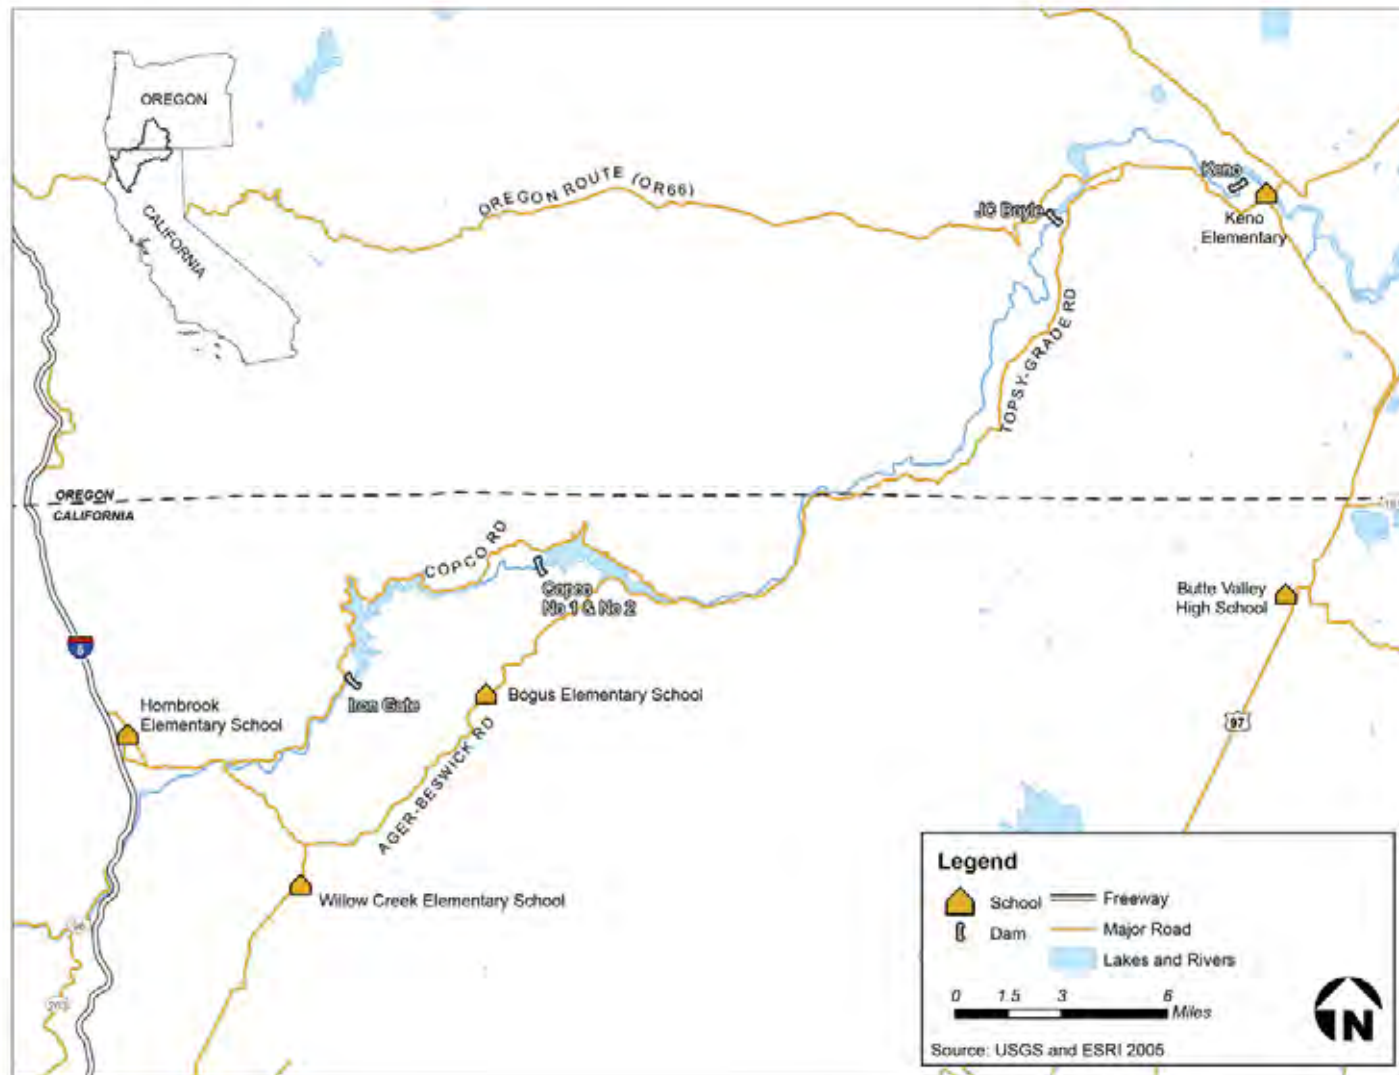 OREGON
CALIFORNIA
OREGON ROUTE (OR66)
Keno
JC Boyle
Keno
Elementary
TOPSY-GRADE RD
OREGON
CALIFORNIA
COPCO RD
Copco
No 1 & No 2
Butte Valley
High School
5
Iron Gate
Bogus Elementary School
Hornbrook
Elementary School
97
AGER-BESWICK RD
Willow Creek Elementary School
96
263
Legend
School
Freeway
Dam
Major Road
Lakes and Rivers
0 1.5 3 6
Miles
N
Source: USGS and ESRI 2005